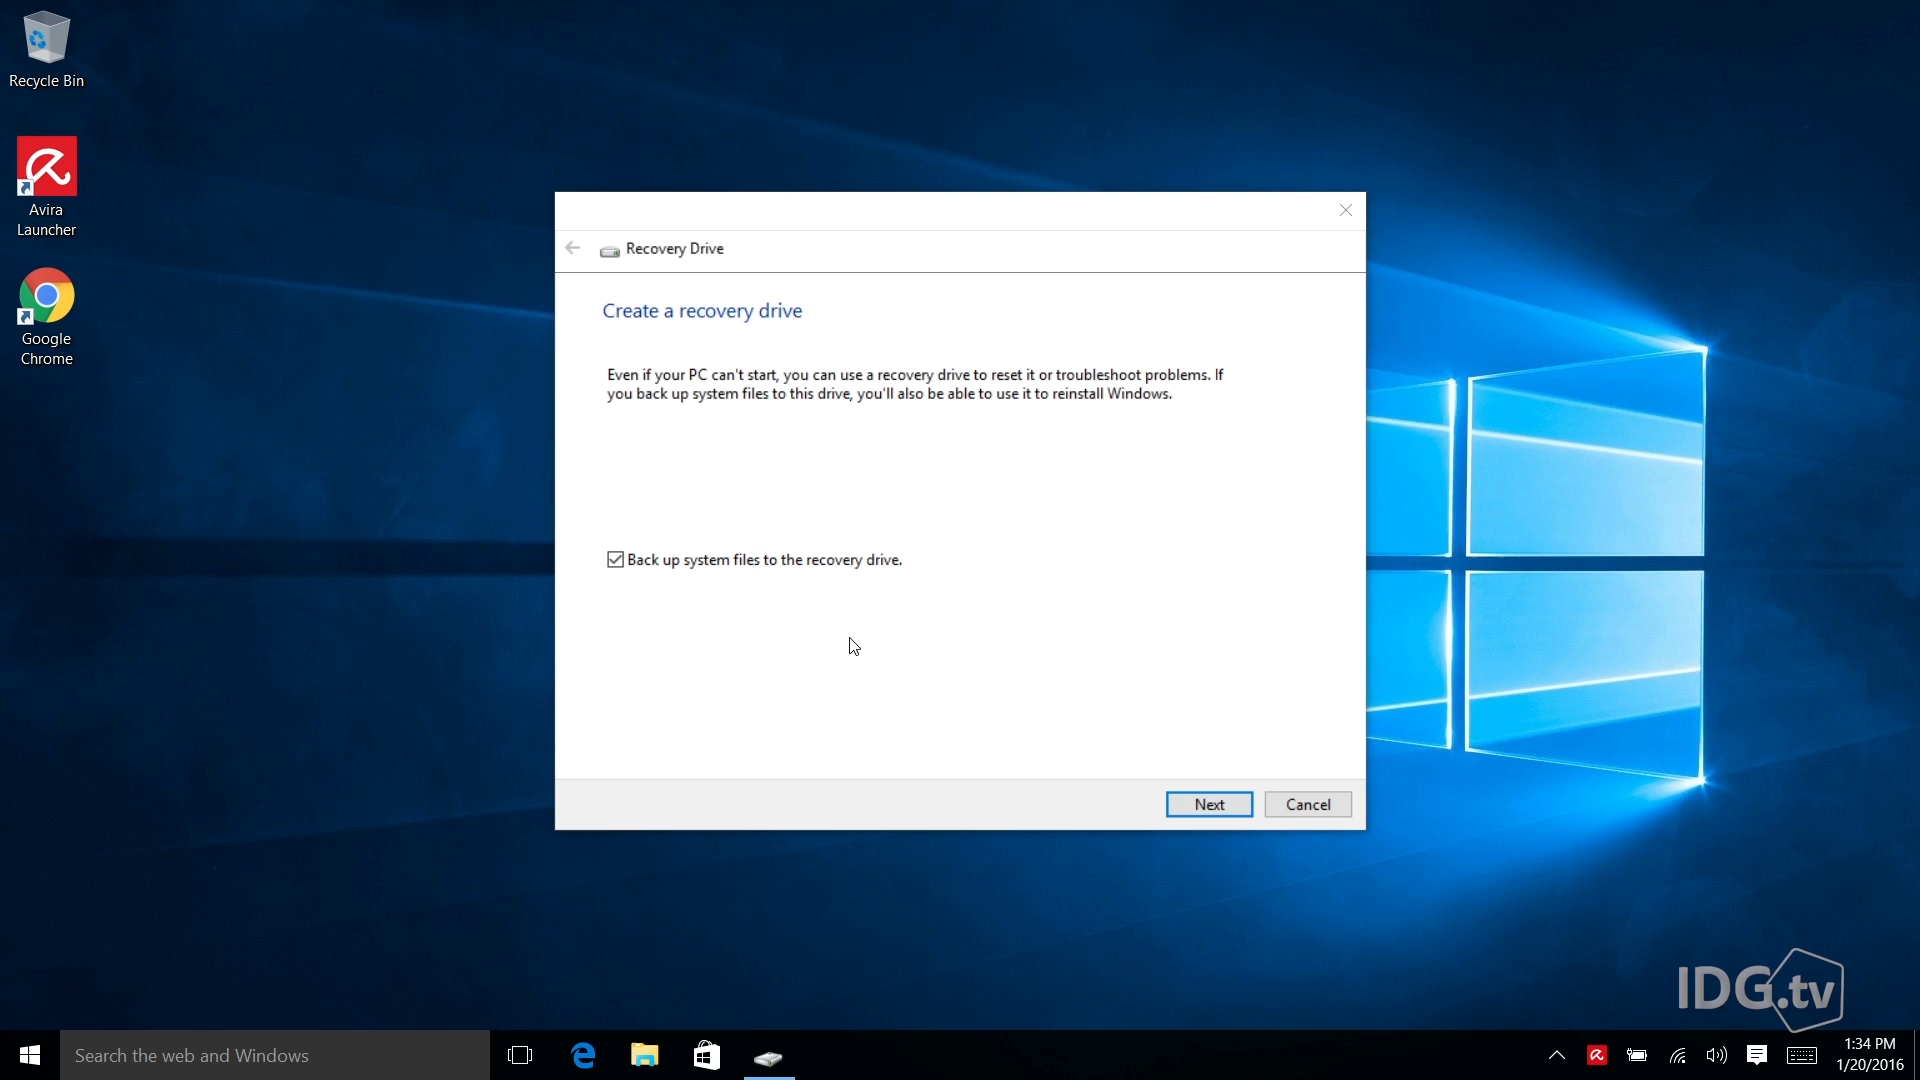 Recycle Bin
Avira
Launcher
Google
Chrome
Recovery Drive
Create a recovery drive
Even if your PC can't start, you can use a recovery drive to reset it or troubleshoot problems. If
you back up system files to this drive, you'll also be able to use it to reinstall Windows.
Back up system files to the recovery drive.
Next
Cancel
IDG.tv
Search the web and Windows
1:34 PM
1/20/2016